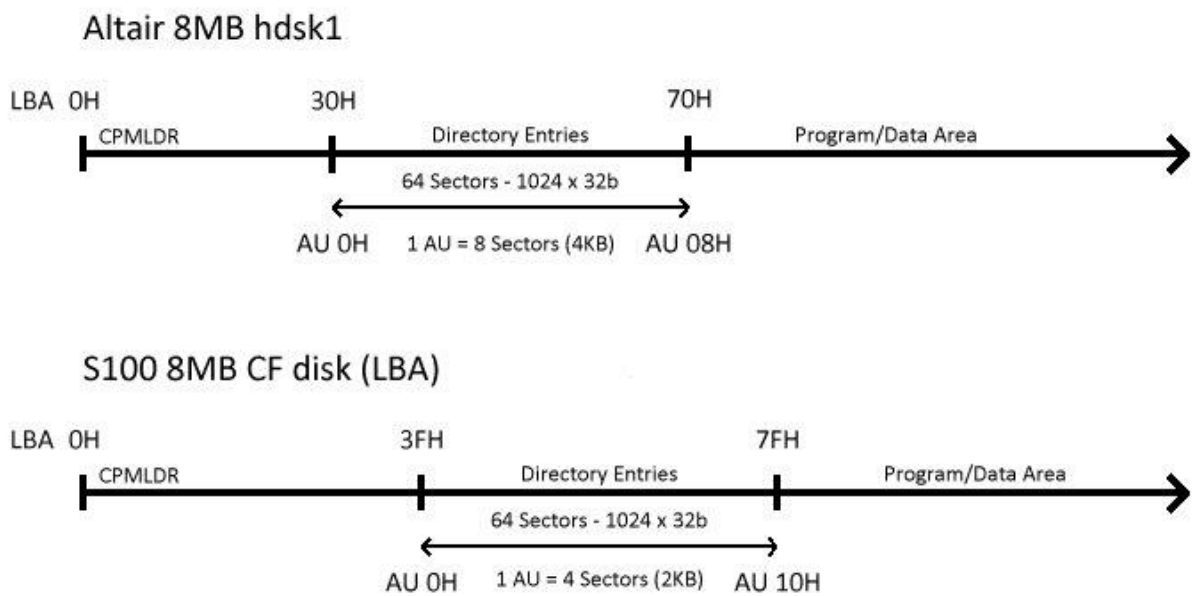 Altair 8MB hdsk1
LBA 0H 30H 70H
CPMLDR Directory Entries Program/Data Area
64 Sectors - 1024 x 32b
AU 0H 1 AU = 8 Sectors (4KB) AU 08H
S100 8MB CF disk (LBA)
LBA 0H 3FH 7FH
CPMLDR Directory Entries Program/Data Area
64 Sectors - 1024 x 32b
AU 0H 1 AU = 4 Sectors (2KB) AU 10H